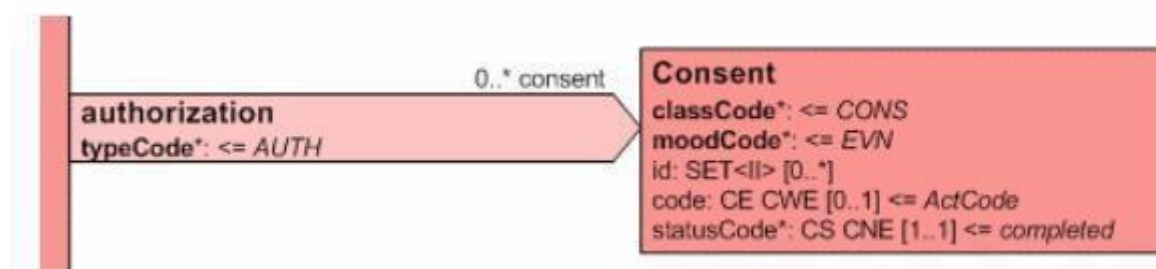 0..* consent
authorization
typeCode*: <= AUTH
Consent
classCode*: <= CONS
moodCode*: <= EVN
id: SET<II> [0..*]
code: CE CWE [0..1] <= ActCode
statusCode*: CS CNE [1..1] <= completed